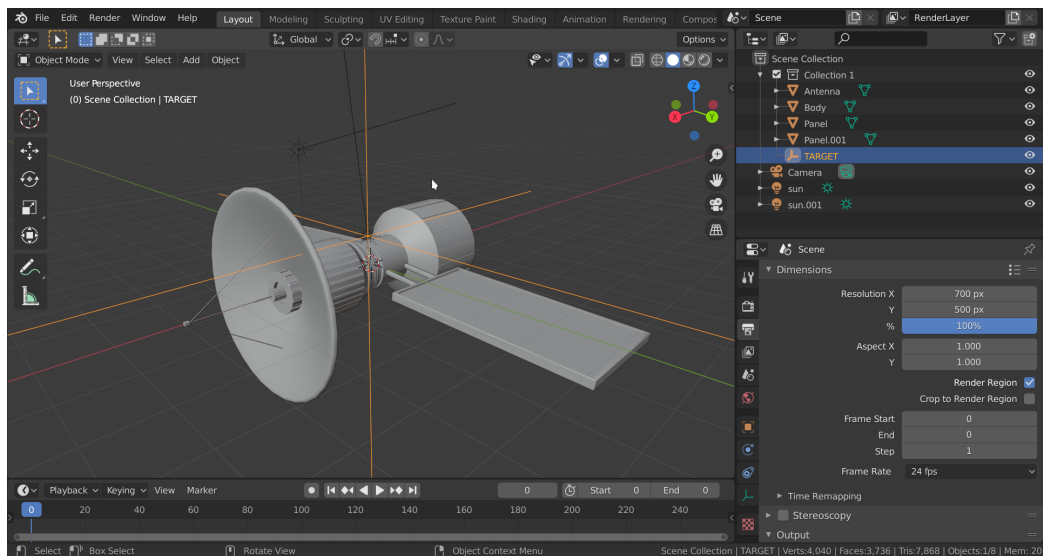 File Edit Render Window Help Layout Modeling Sculpting UV Editing Texture Paint Shading Animation Rendering Compos Scene RenderLayer
Global Options
Object Mode View Select Add Object
User Perspective
(0) Scene Collection | TARGET
Z
X
Y
Scene Collection
Collection 1
Antenna
Body
Panel
Panel.001
TARGET
Camera
sun
sun.001
Scene
Dimensions
Resolution X 700 px
Y 500 px
% 100%
Aspect X 1.000
Y 1.000
Render Region
Crop to Render Region
Frame Start 0
End 0
Step 1
Frame Rate 24 fps
Time Remapping
Stereoscopy
Output
Playback Keying View Marker 0 Start 0 End 0
0 20 40 60 80 100 120 140 160 180 200 220 240
Select Box Select Rotate View Object Context Menu Scene Collection | TARGET | Verts:4,040 | Faces:3,736 | Tris:7,868 | Objects:1/8 | Mem: 20